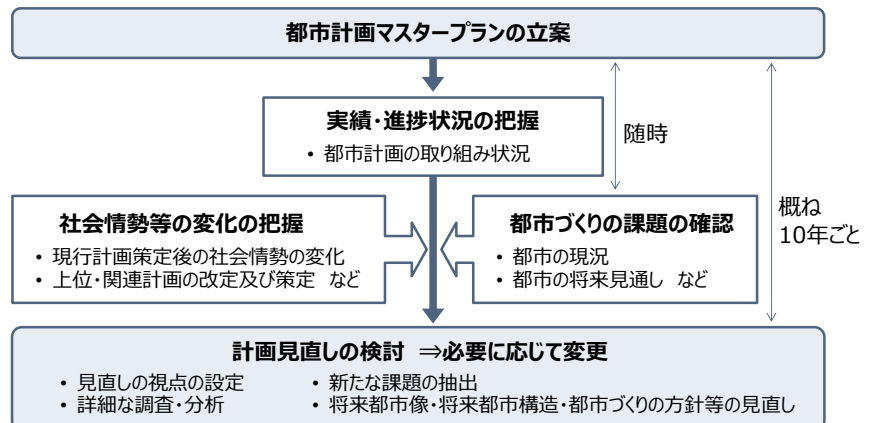 都市計画マスタープランの立案
実績・進捗状況の把握
• 都市計画の取り組み状況
随時
社会情勢等の変化の把握
• 現行計画策定後の社会情勢の変化
• 上位・関連計画の改定及び策定 など
都市づくりの課題の確認
• 都市の現況
• 都市の将来見通し など
概ね
10年ごと
計画見直しの検討 ⇒必要に応じて変更
• 見直しの視点の設定
• 詳細な調査・分析
• 新たな課題の抽出
• 将来都市像・将来都市構造・都市づくりの方針等の見直し